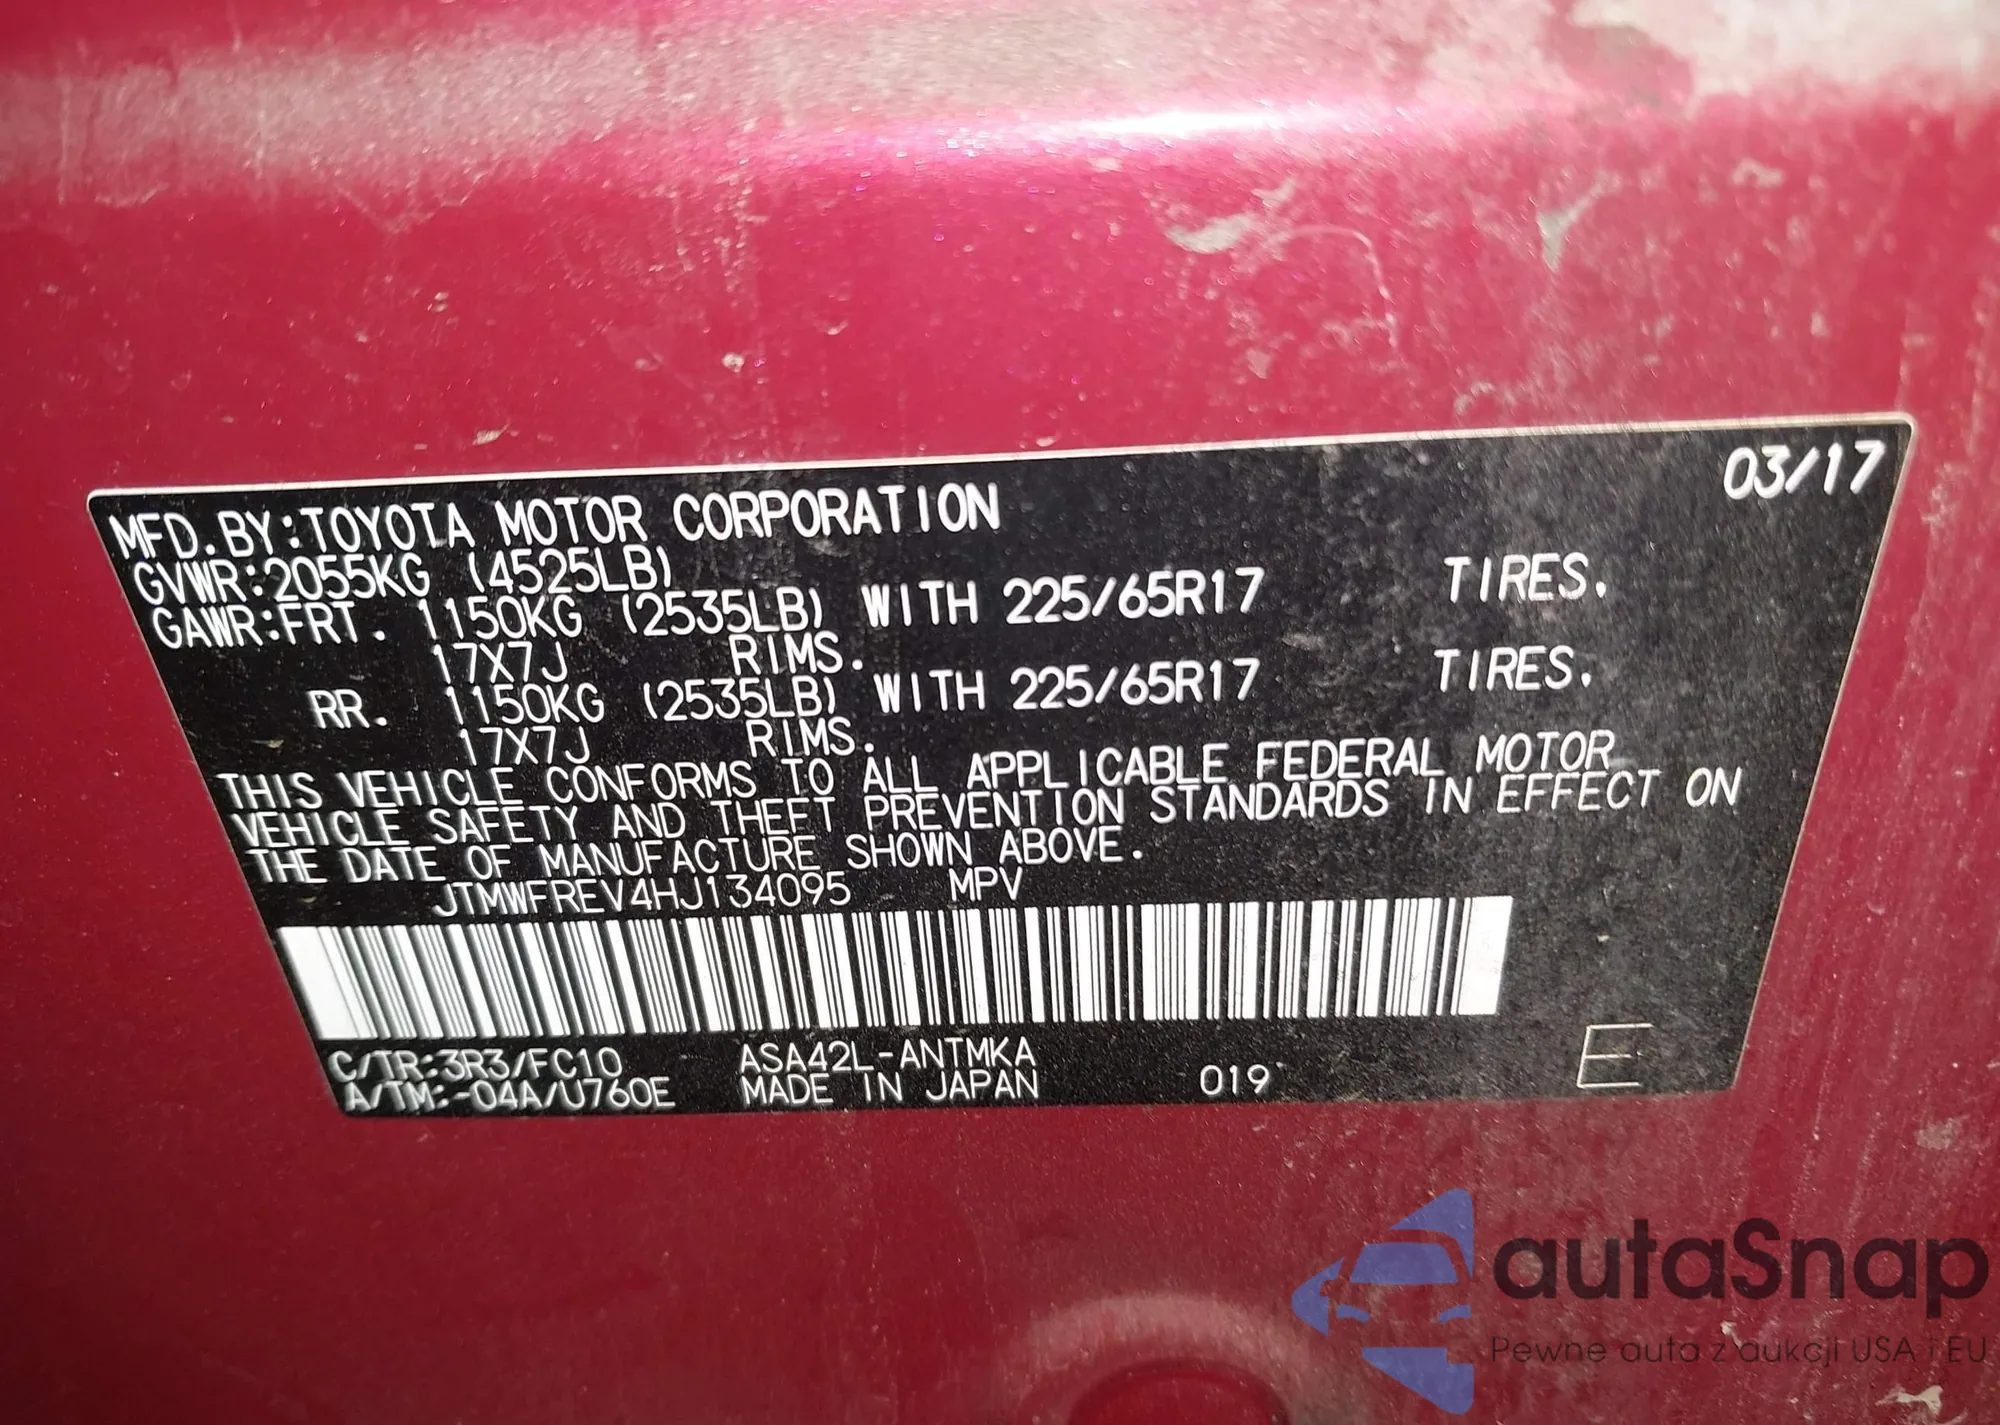 03/17
MFD.BY:TOYOTA MOTOR CORPORATION
GVWR:2055KG (4525LB)
GAWR:FRT. 1150KG (2535LB) WITH 225/65R17 TIRES.
17X7J RIMS.
RR. 1150KG (2535LB) WITH 225/65R17 TIRES.
17X7J RIMS.
THIS VEHICLE CONFORMS TO ALL APPLICABLE FEDERAL MOTOR
VEHICLE SAFETY AND THEFT PREVENTION STANDARDS IN EFFECT ON
THE DATE OF MANUFACTURE SHOWN ABOVE.
JTMWFREV4HJ134095 MPV
C/TR:3R3/FC10 ASA42L-ANTMKA
A/TM:-04A/U760E MADE IN JAPAN 019 E
autaSnap
Pewne auta z aukcji USA i EU